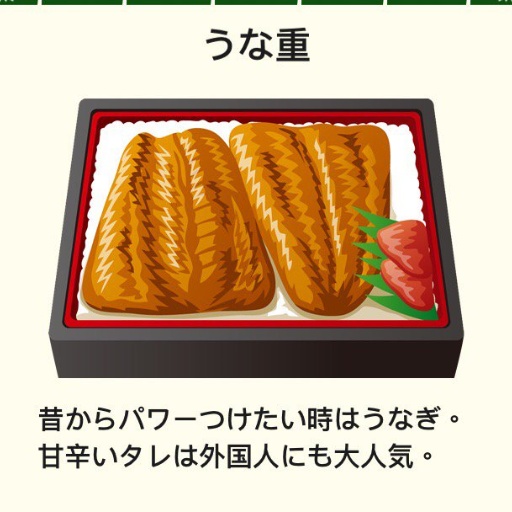 うな重
昔からパワーつけたい時はうなぎ。
甘辛いタレは外国人にも大人気。